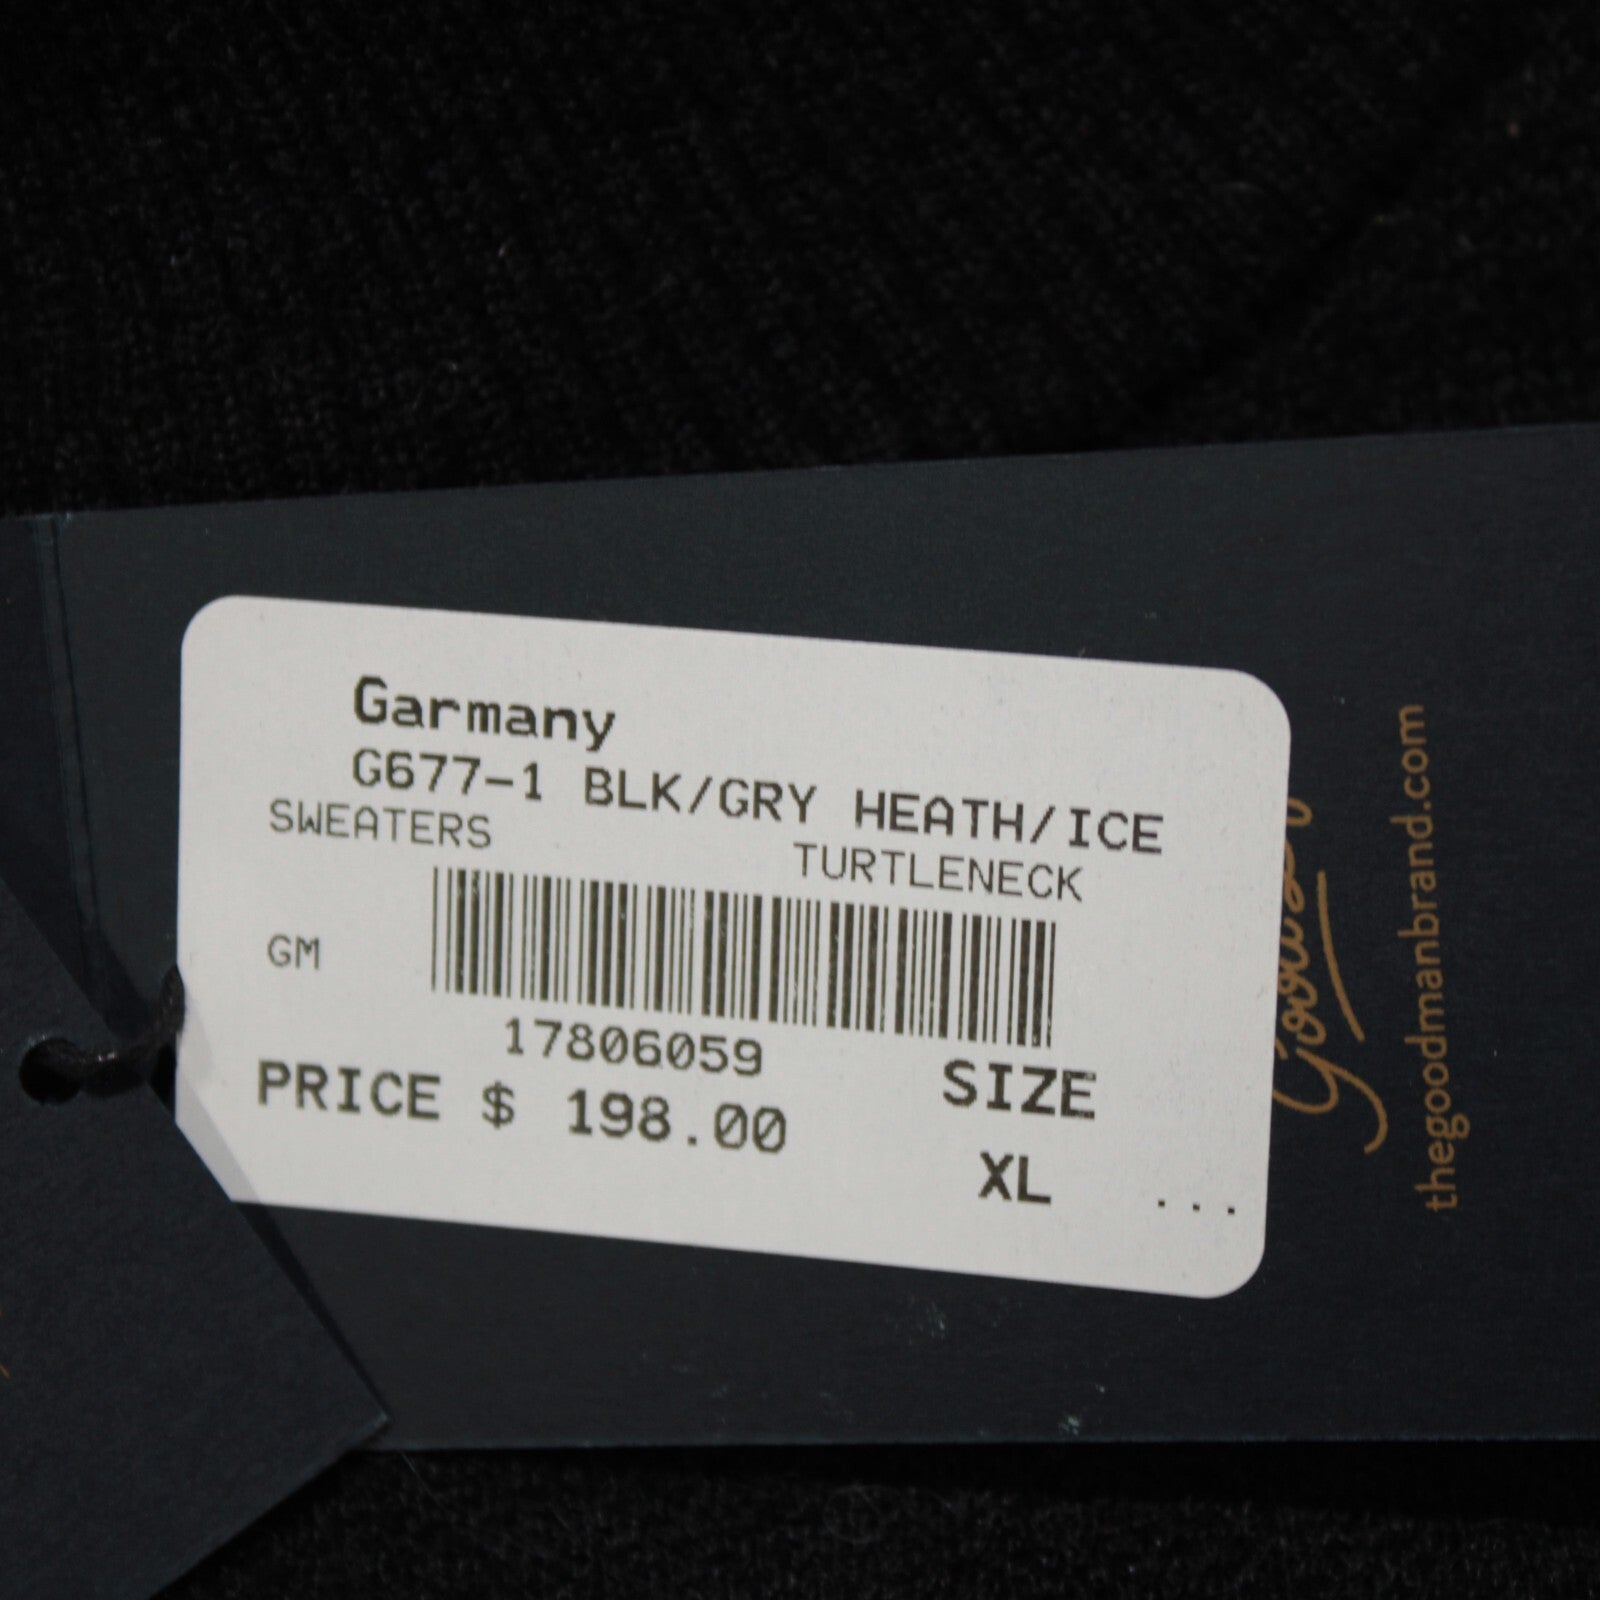 Garmany
G677-1 BLK/GRY HEATH/ICE
SWEATERS
TURTLENECK
GM
17806059
PRICE $ 198.00
SIZE
XL
...
thegoodmanbrand.com